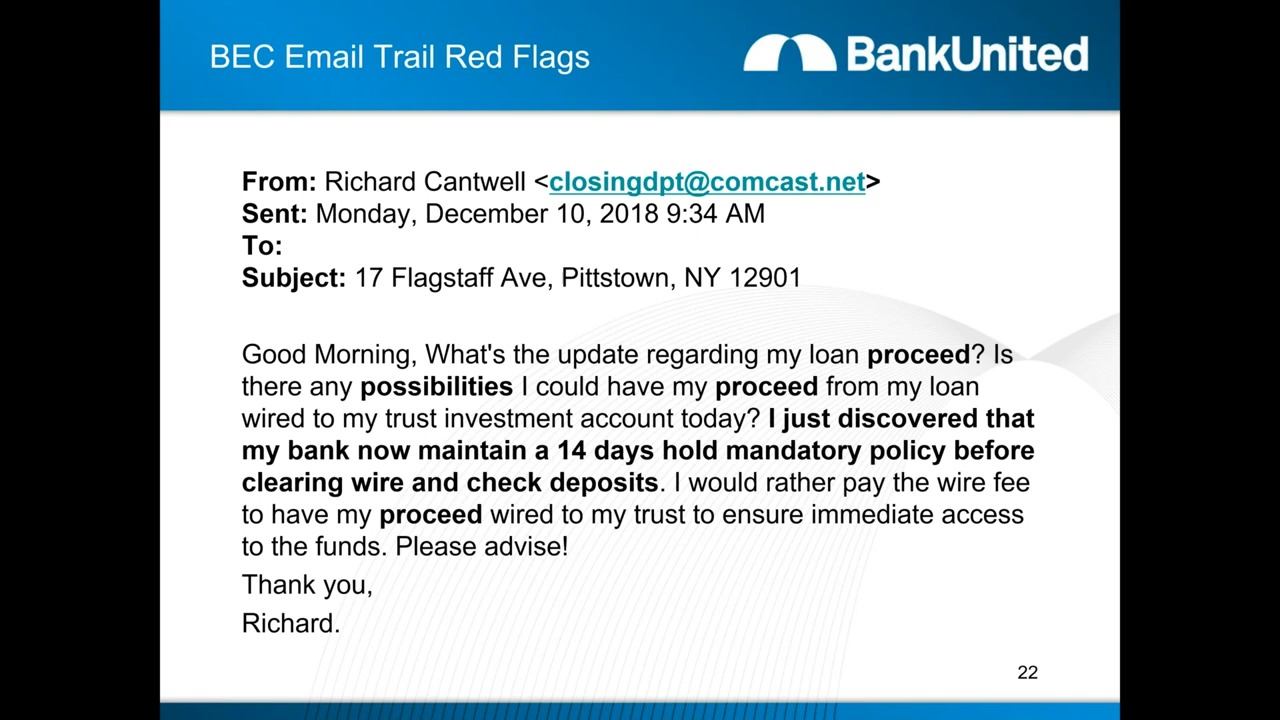 BEC Email Trail Red Flags
BankUnited
From: Richard Cantwell <closingdpt@comcast.net>
Sent: Monday, December 10, 2018 9:34 AM
To:
Subject: 17 Flagstaff Ave, Pittstown, NY 12901
Good Morning, What's the update regarding my loan proceed? Is
there any possibilities I could have my proceed from my loan
wired to my trust investment account today? I just discovered that
my bank now maintain a 14 days hold mandatory policy before
clearing wire and check deposits. I would rather pay the wire fee
to have my proceed wired to my trust to ensure immediate access
to the funds. Please advise!
Thank you,
Richard.
22